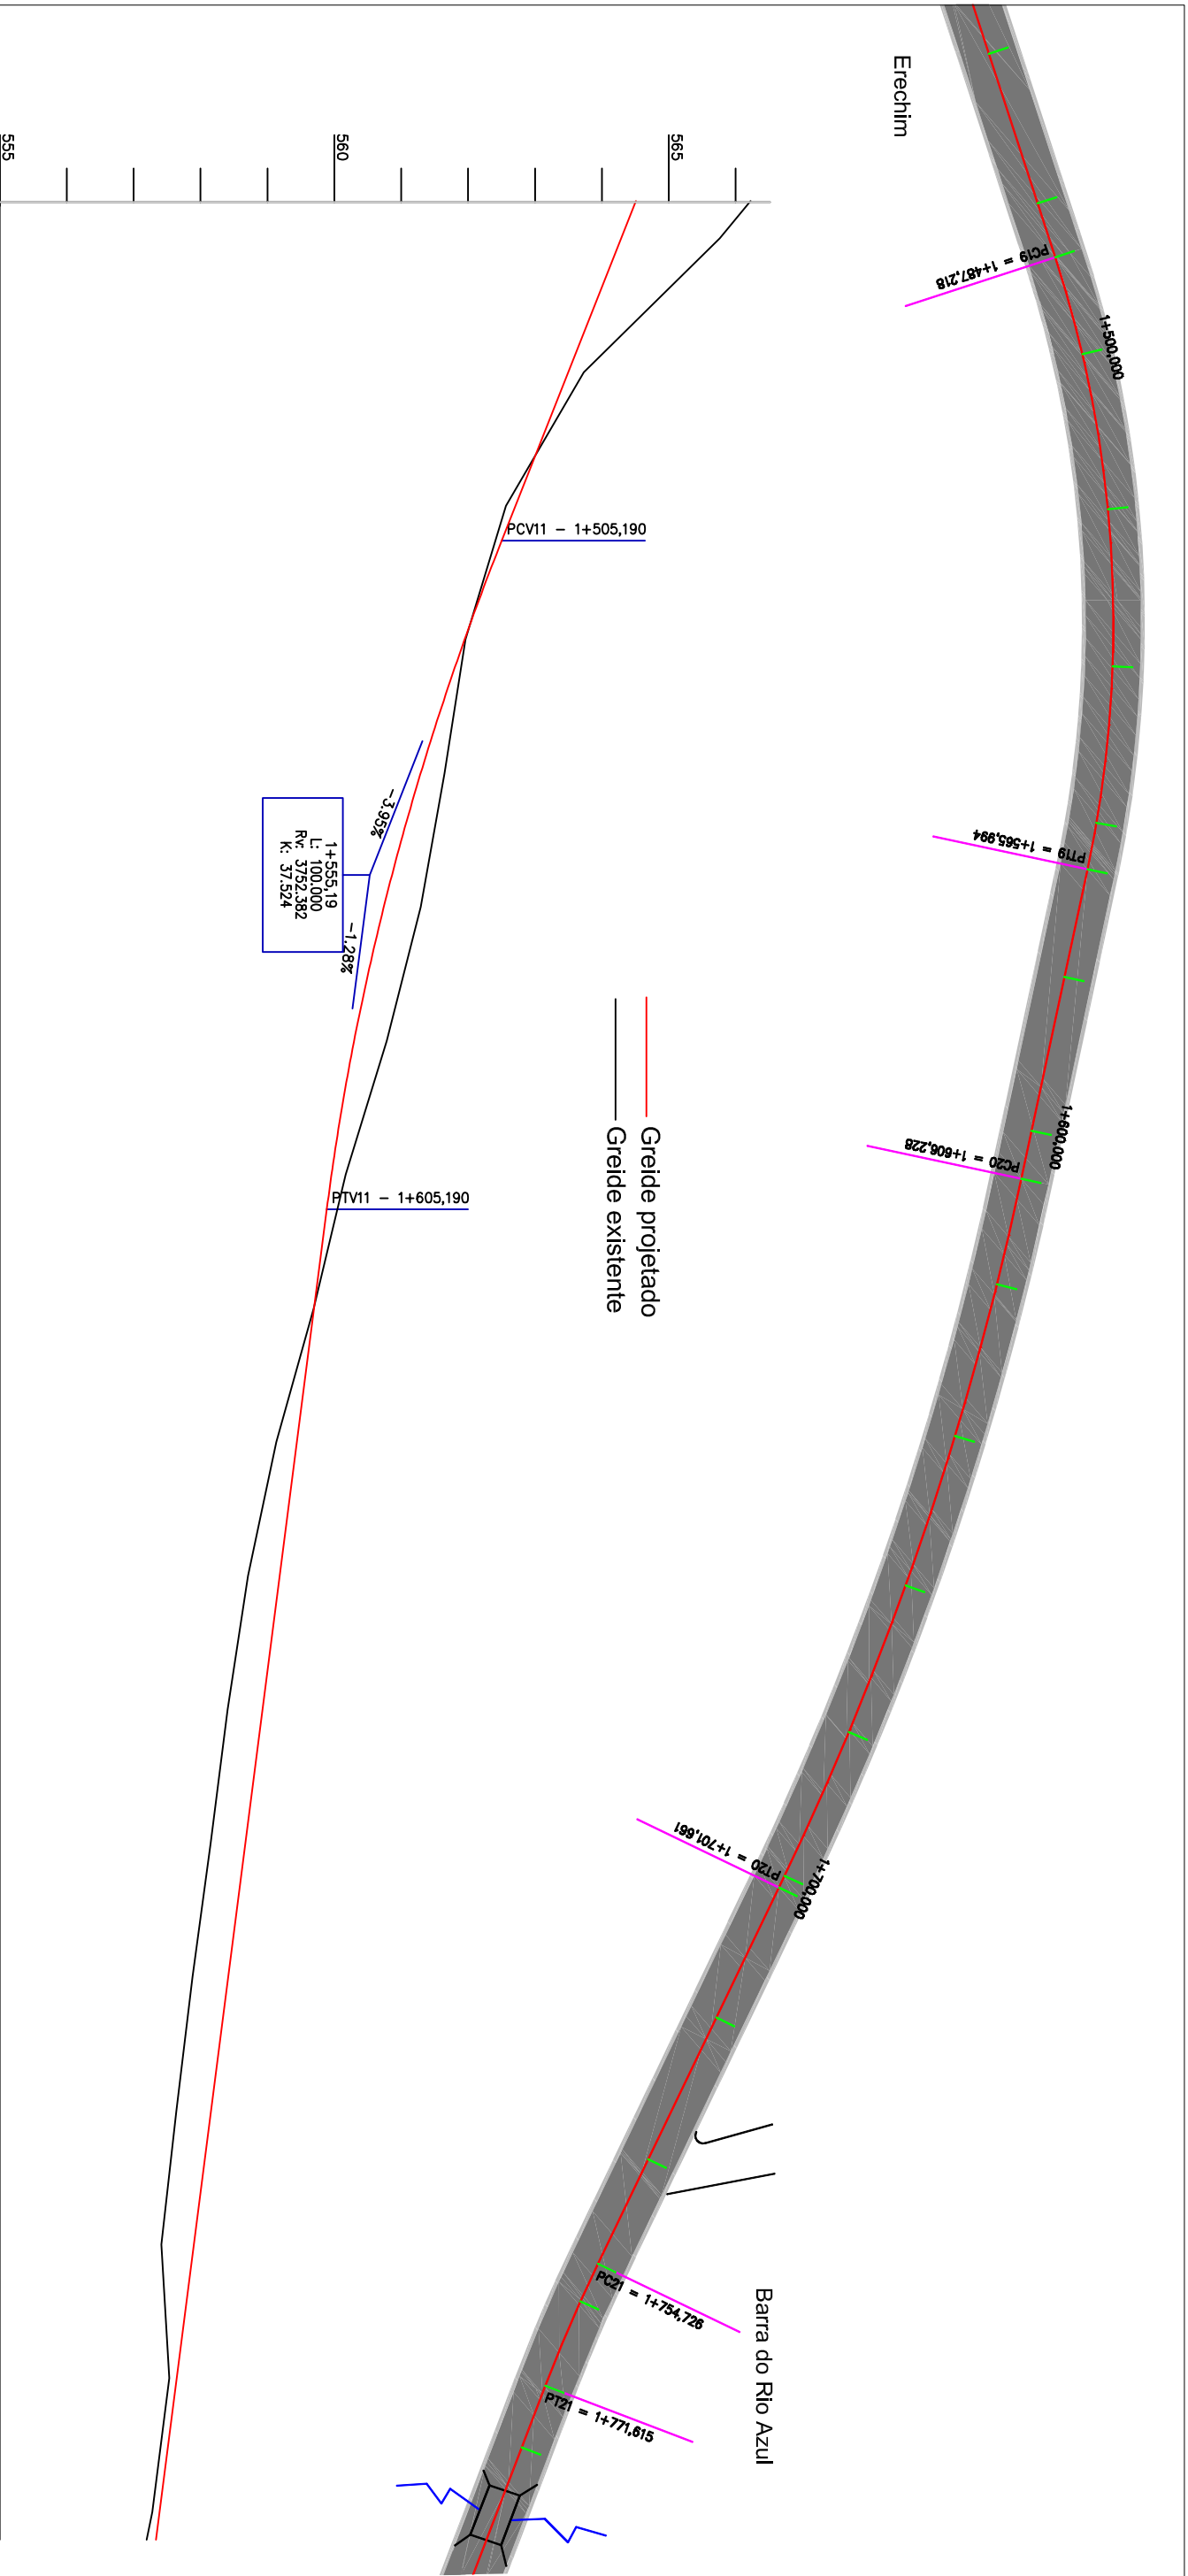 Erechim
PC19 = 1+487,218
1+500,000
PT19 = 1+565,994
1+600,000
PC20 = 1+606,228
PT20 = 1+701,661
1+700,000
PC21 = 1+754,726
PT21 = 1+771,615
Barra do Rio Azul
Greide projetado
Greide existente
565
560
555
PCV11 - 1+505,190
-3.95%
-1.28%
1+555,19
L: 100.000
Rv: 3752.382
K: 37.524
PTV11 - 1+605,190